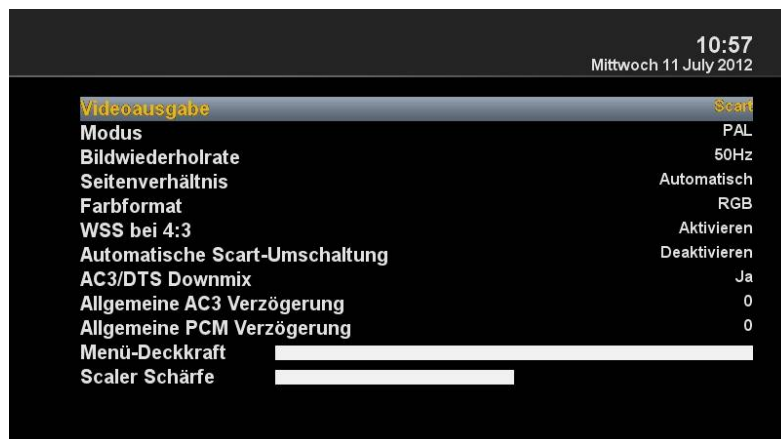 10:57
Mittwoch 11 July 2012
Videoausgabe Scart
Modus PAL
Bildwiederholrate 50Hz
Seitenverhältnis Automatisch
Farbformat RGB
WSS bei 4:3 Aktivieren
Automatische Scart-Umschaltung Deaktivieren
AC3/DTS Downmix Ja
Allgemeine AC3 Verzögerung 0
Allgemeine PCM Verzögerung 0
Menü-Deckkraft
Scaler Schärfe